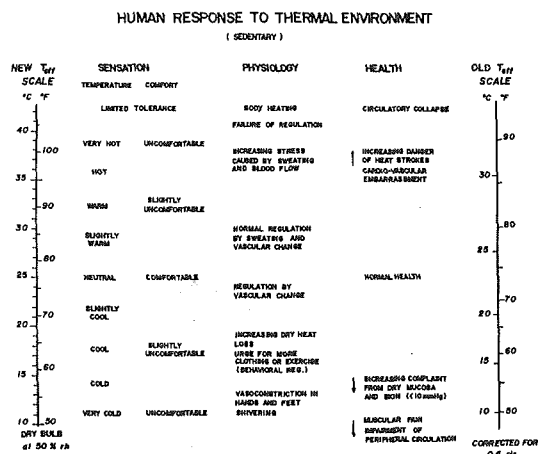 HUMAN RESPONSE TO THERMAL ENVIRONMENT
( SEDENTARY )
NEW Teff SCALE
SENSATION
PHYSIOLOGY
HEALTH
OLD Teff SCALE
TEMPERATURE COMFORT
°C °F
°C °F
LIMITED TOLERANCE
BODY HEATING
CIRCULATORY COLLAPSE
FAILURE OF REGULATION
40
90
VERY HOT UNCOMFORTABLE
100
INCREASING STRESS
CAUSED BY SWEATING
AND BLOOD FLOW
INCREASING DANGER
OF HEAT STROKES
CARDIO-VASCULAR
EMBARRASSMENT
HOT
35
30
WARM
SLIGHTLY
UNCOMFORTABLE
90
30
80
SLIGHTLY
WARM
NORMAL REGULATION
BY SWEATING AND
VASCULAR CHANGE
80
25
25
NEUTRAL COMFORTABLE
NORMAL HEALTH
REGULATION BY
VASCULAR CHANGE
70
70
SLIGHTLY
COOL
20
20
COOL
SLIGHTLY
UNCOMFORTABLE
INCREASING DRY HEAT
LOSS
URGE FOR MORE
CLOTHING OR EXERCISE
(BEHAVIORAL REG.)
60
15
15
60
COLD
INCREASING COMPLAINT
FROM DRY MUCOSA
AND SKIN (<10 mmHg)
VASOCONSTRICTION IN
HANDS AND FEET
SHIVERING
10
50
VERY COLD UNCOMFORTABLE
10
50
MUSCULAR PAIN
IMPAIRMENT OF
PERIPHERAL CIRCULATION
DRY BULB
at 50 % rh
CORRECTED FOR